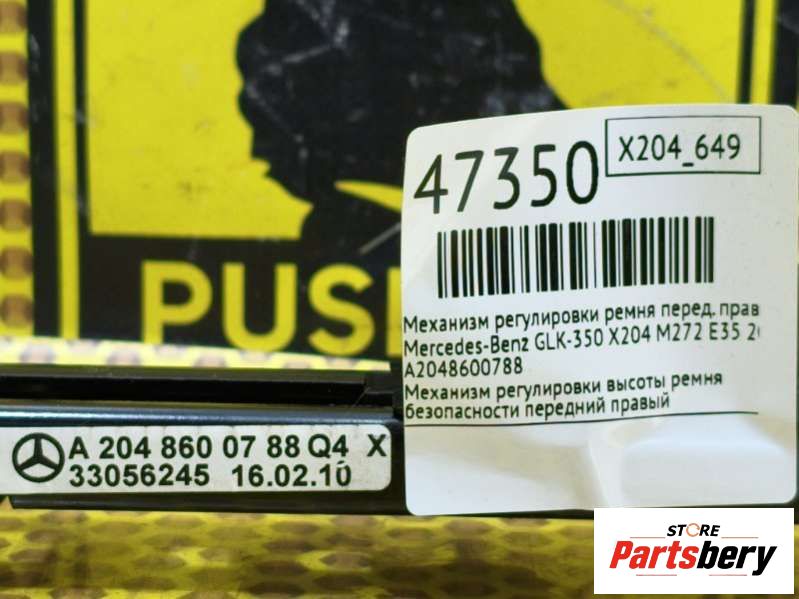 PUS
47350
X204_649
Механизм регулировки ремня перед. прав
Mercedes-Benz GLK-350 X204 M272 E35
A2048600788
Механизм регулировки высоты ремня
безопасности передний правый
A 204 860 07 88 Q4 X
33056245 16.02.10
STORE
Partsbery